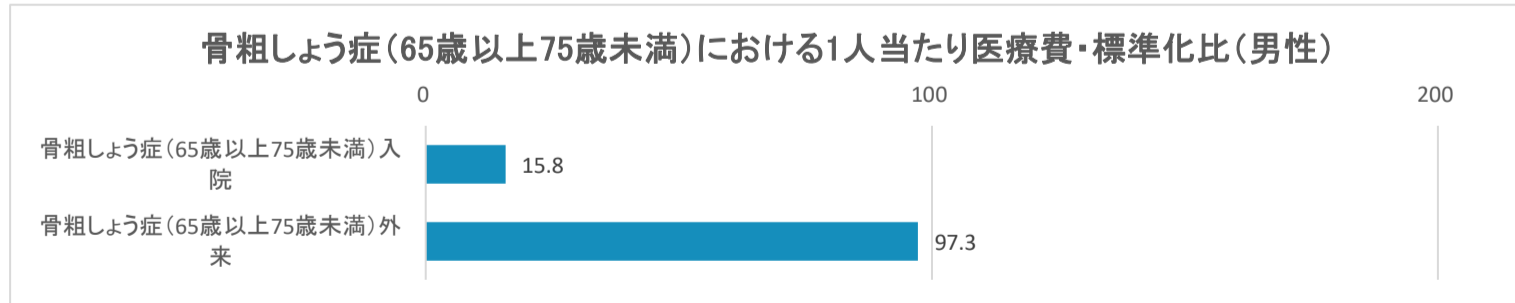 骨粗しょう症(65歳以上75歳未満)における1人当たり医療費・標準化比(男性)
0 100 200
骨粗しょう症(65歳以上75歳未満)入
院
15.8
骨粗しょう症(65歳以上75歳未満)外
来
97.3